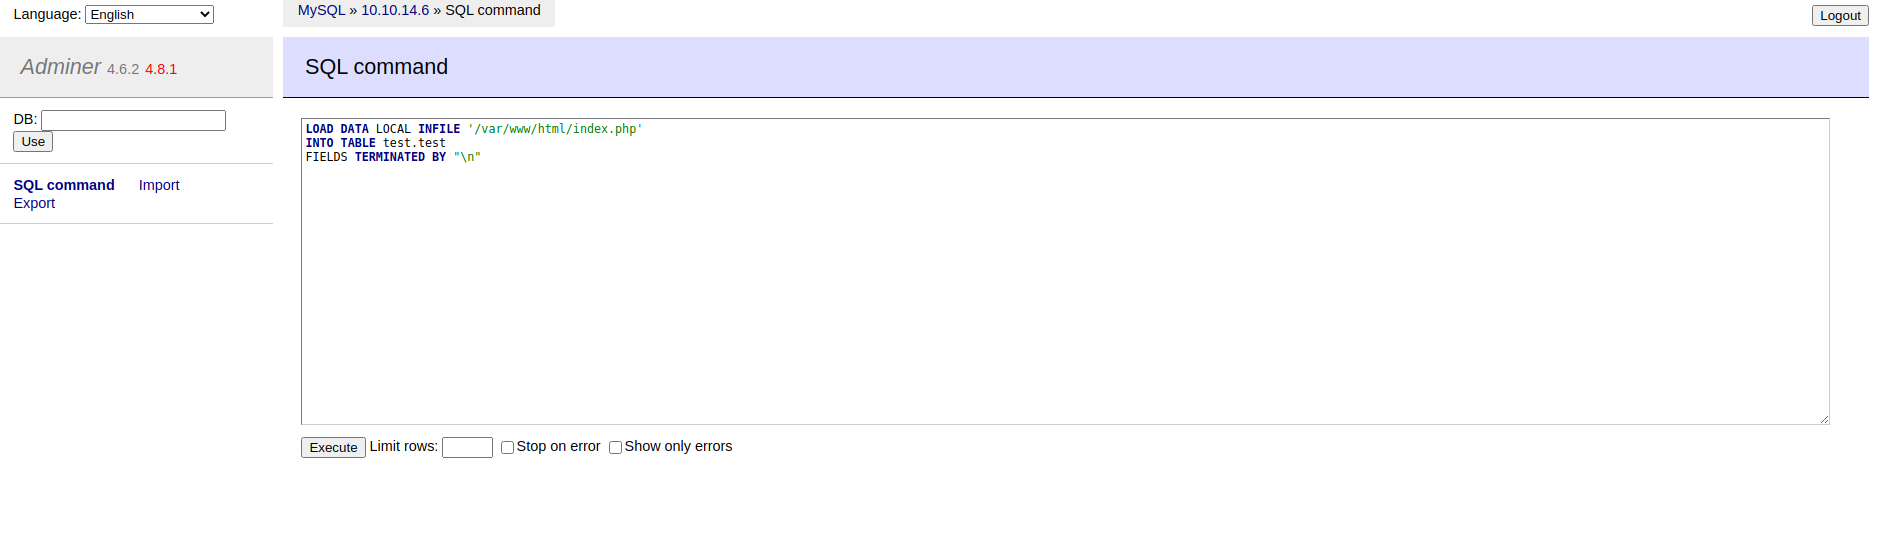 Language: English
MySQL » 10.10.14.6 » SQL command
Logout
Adminer 4.6.2 4.8.1
SQL command
DB:
Use
SQL command Import
Export
LOAD DATA LOCAL INFILE '/var/www/html/index.php'
INTO TABLE test.test
FIELDS TERMINATED BY "\n"
Execute Limit rows: Stop on error Show only errors